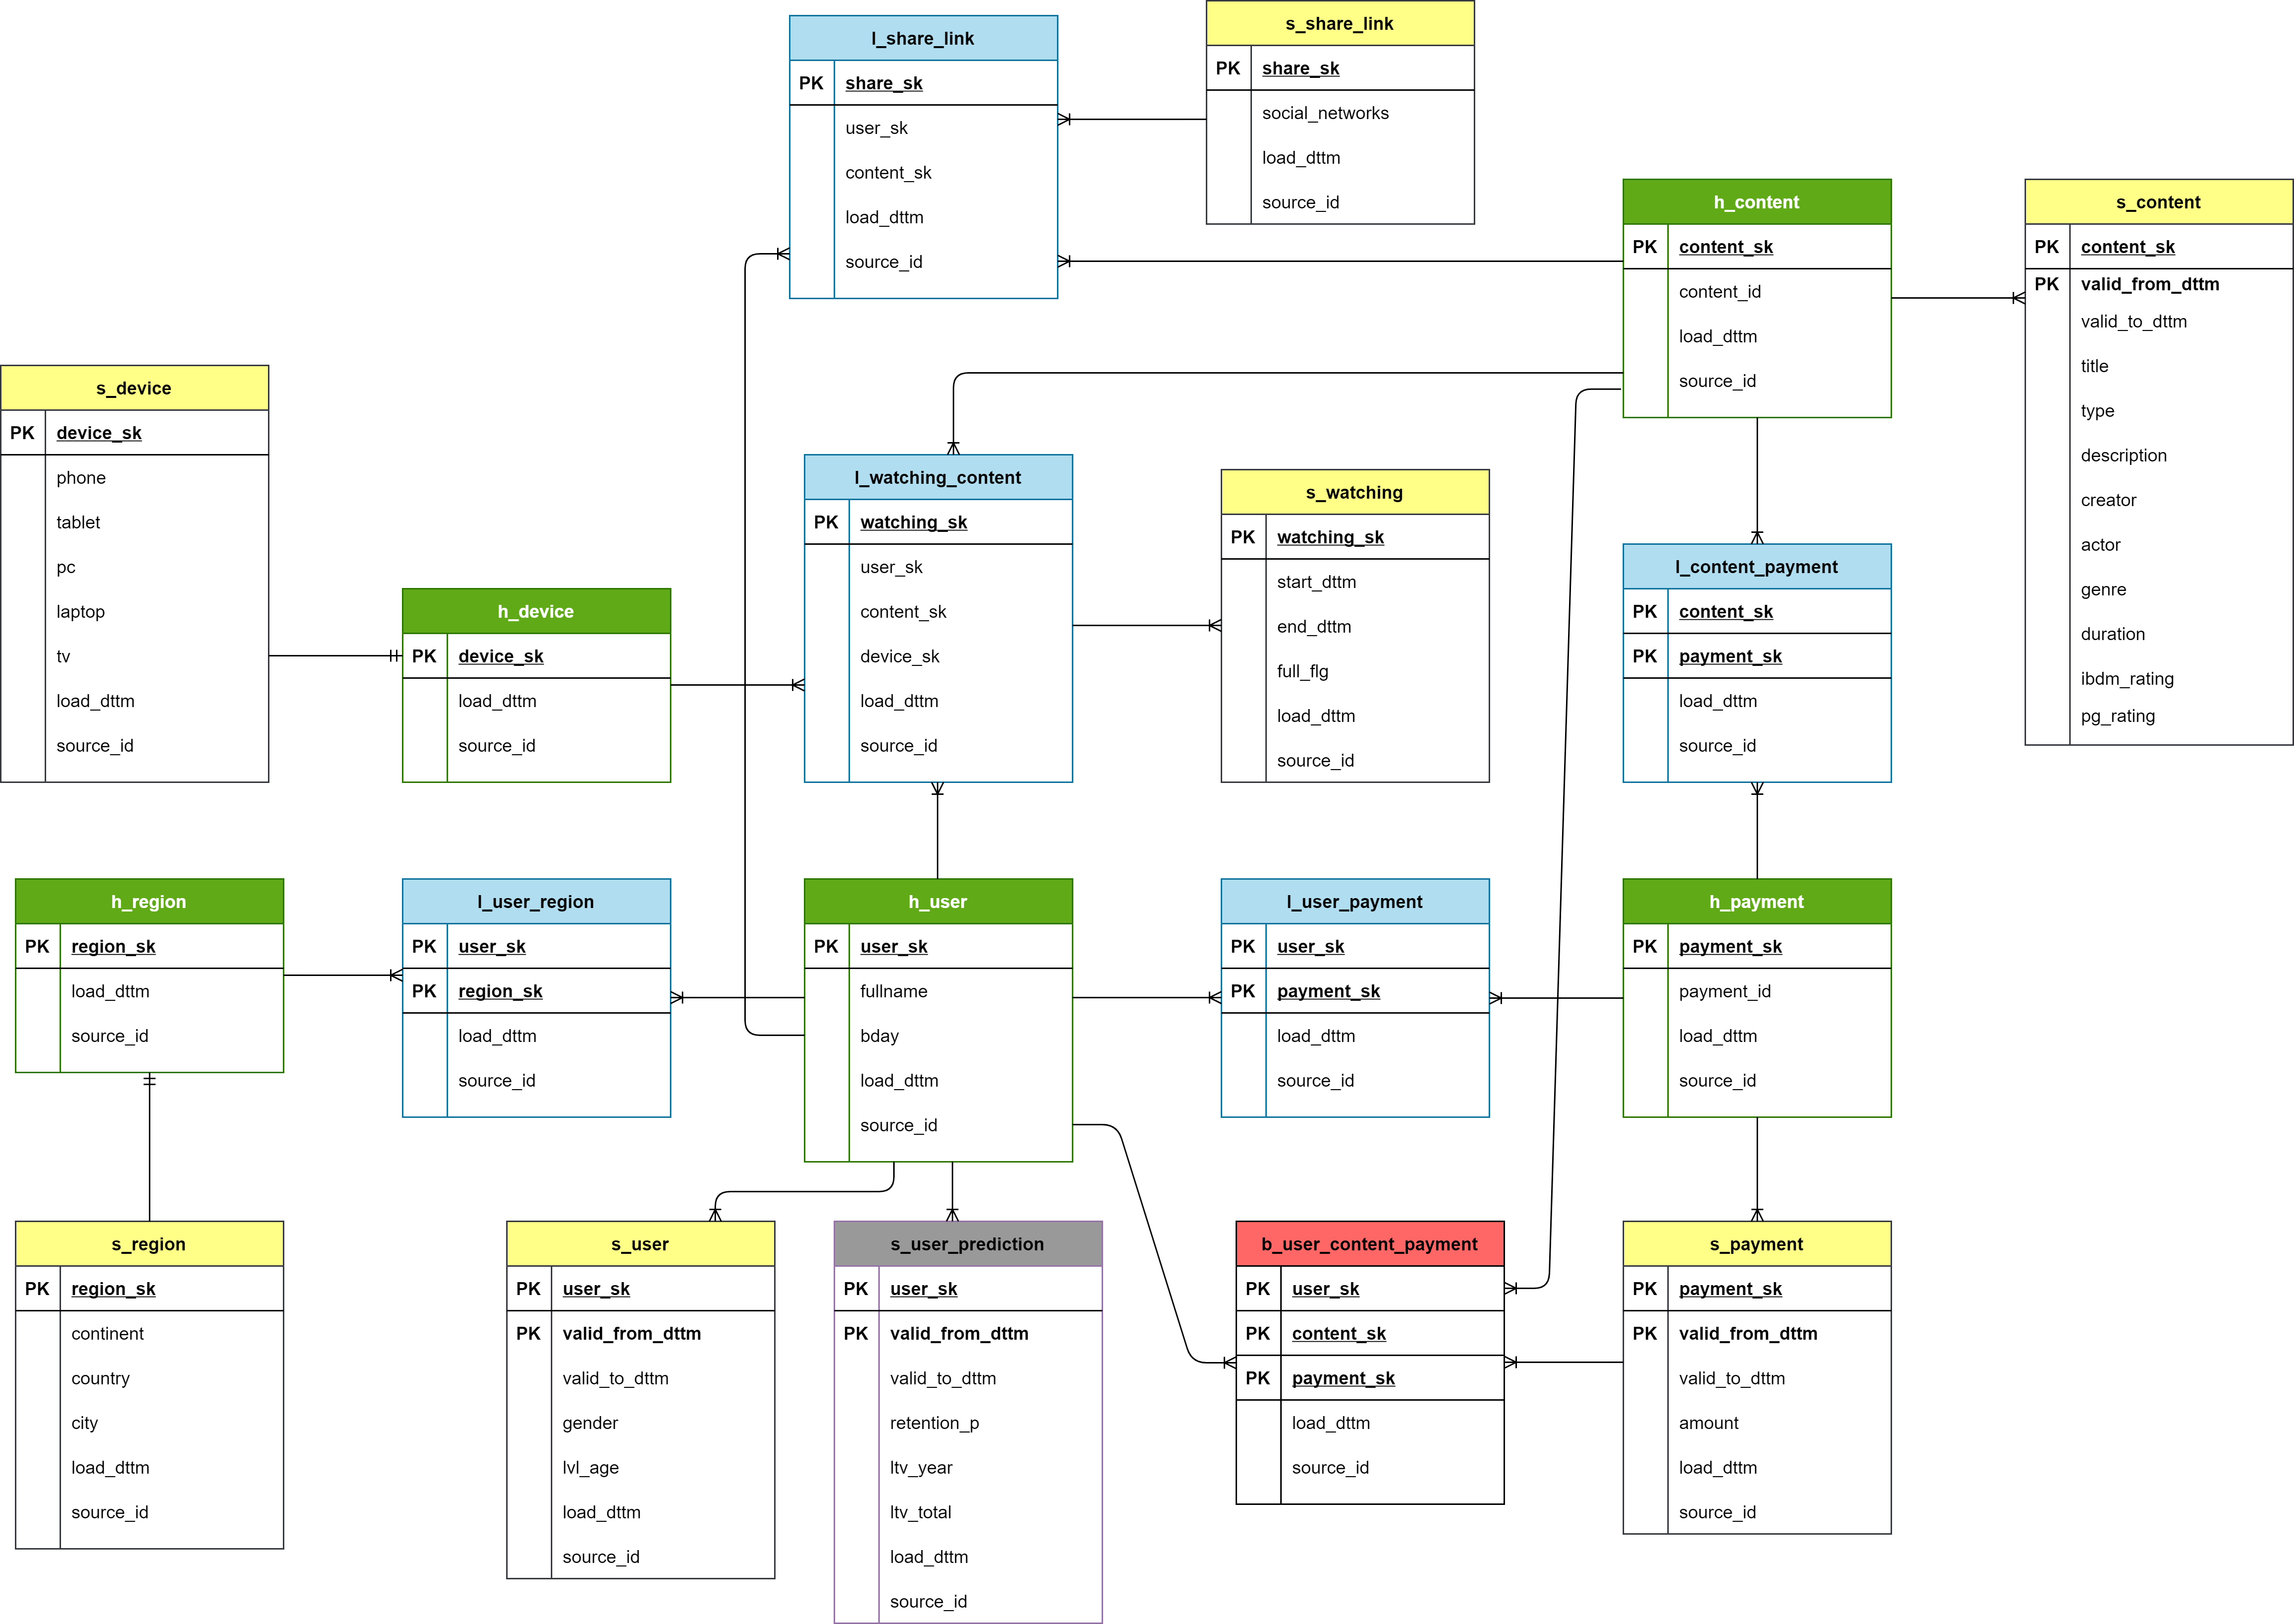 l_share_link
PK share_sk
user_sk
content_sk
load_dttm
source_id
s_share_link
PK share_sk
social_networks
load_dttm
source_id
h_content
PK content_sk
content_id
load_dttm
source_id
s_content
PK content_sk
PK valid_from_dttm
valid_to_dttm
title
type
description
creator
actor
genre
duration
ibdm_rating
pg_rating
s_device
PK device_sk
phone
tablet
pc
laptop
tv
load_dttm
source_id
h_device
PK device_sk
load_dttm
source_id
l_watching_content
PK watching_sk
user_sk
content_sk
device_sk
load_dttm
source_id
s_watching
PK watching_sk
start_dttm
end_dttm
full_flg
load_dttm
source_id
l_content_payment
PK content_sk
PK payment_sk
load_dttm
source_id
h_region
PK region_sk
load_dttm
source_id
l_user_region
PK user_sk
PK region_sk
load_dttm
source_id
h_user
PK user_sk
fullname
bday
load_dttm
source_id
l_user_payment
PK user_sk
PK payment_sk
load_dttm
source_id
h_payment
PK payment_sk
payment_id
load_dttm
source_id
s_region
PK region_sk
continent
country
city
load_dttm
source_id
s_user
PK user_sk
PK valid_from_dttm
valid_to_dttm
gender
lvl_age
load_dttm
source_id
s_user_prediction
PK user_sk
PK valid_from_dttm
valid_to_dttm
retention_p
ltv_year
ltv_total
load_dttm
source_id
b_user_content_payment
PK user_sk
PK content_sk
PK payment_sk
load_dttm
source_id
s_payment
PK payment_sk
PK valid_from_dttm
valid_to_dttm
amount
load_dttm
source_id